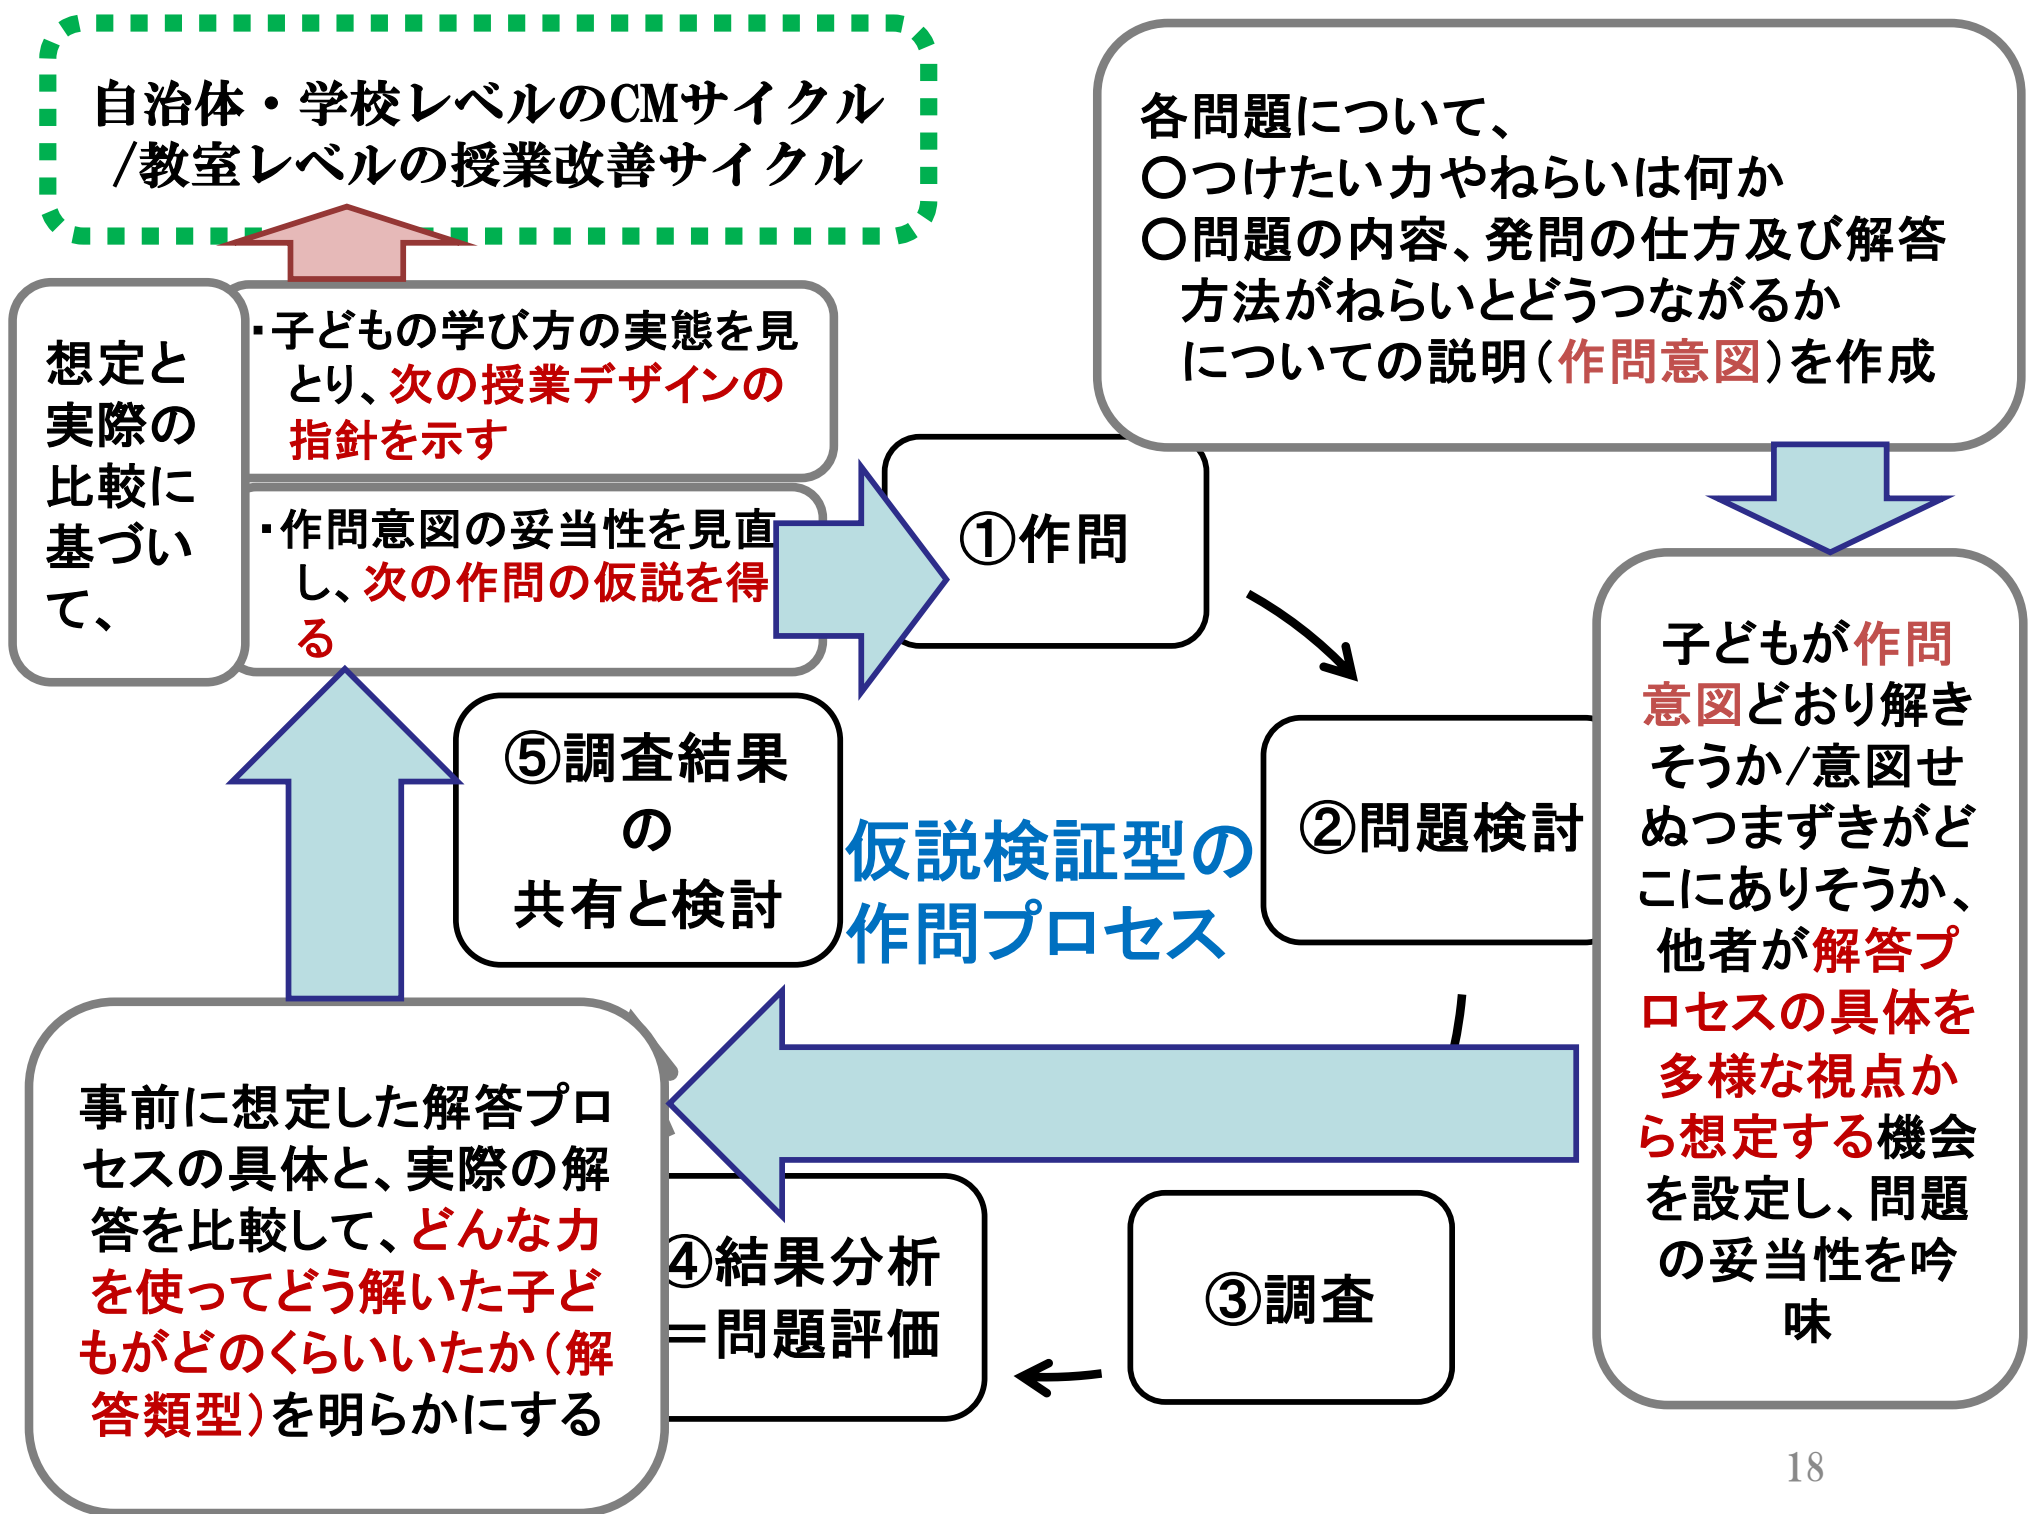 自治体・学校レベルのCMサイクル
/教室レベルの授業改善サイクル
各問題について、
〇つけたい力やねらいは何か
〇問題の内容、発問の仕方及び解答
方法がねらいとどうつながるか
についての説明（作問意図）を作成
想定と
実際の
比較に
基づい
て、
・子どもの学び方の実態を見
とり、次の授業デザインの
指針を示す
・作問意図の妥当性を見直
し、次の作問の仮説を得
る
①作問
②問題検討
子どもが作問
意図どおり解き
そうか/意図せ
ぬつまずきがど
こにありそうか、
他者が解答プ
ロセスの具体を
多様な視点か
ら想定する機会
を設定し、問題
の妥当性を吟
味
⑤調査結果
の
共有と検討
仮説検証型の
作問プロセス
事前に想定した解答プロ
セスの具体と、実際の解
答を比較して、どんな力
を使ってどう解いた子ど
もがどのくらいいたか（解
答類型）を明らかにする
④結果分析
＝問題評価
③調査
18